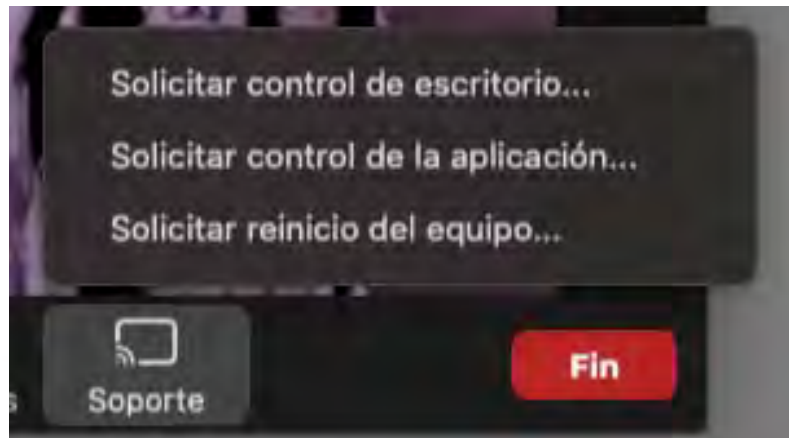 Solicitar control de escritorio...
Solicitar control de la aplicación...
Solicitar reinicio del equipo...
s
Soporte
Fin